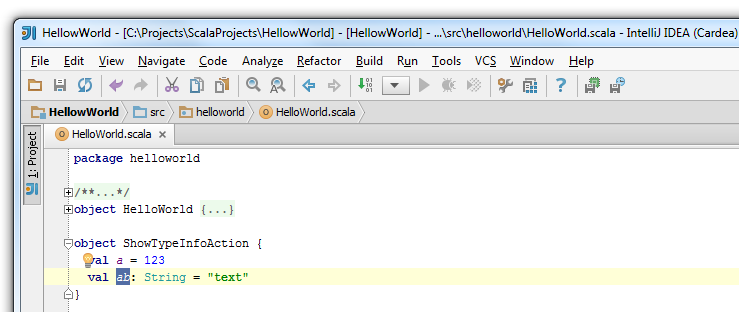 HellowWorld - [C:\Projects\ScalaProjects\HellowWorld] - [HellowWorld] - ...\src\helloworld\HelloWorld.scala - IntelliJ IDEA (Cardea)
File Edit View Navigate Code Analyze Refactor Build Run Tools VCS Window Help
HellowWorld src helloworld HelloWorld.scala
HelloWorld.scala
1: Project
package helloworld
/**...*/
object HelloWorld {...}
object ShowTypeInfoAction {
val a = 123
val ab: String = "text"
}